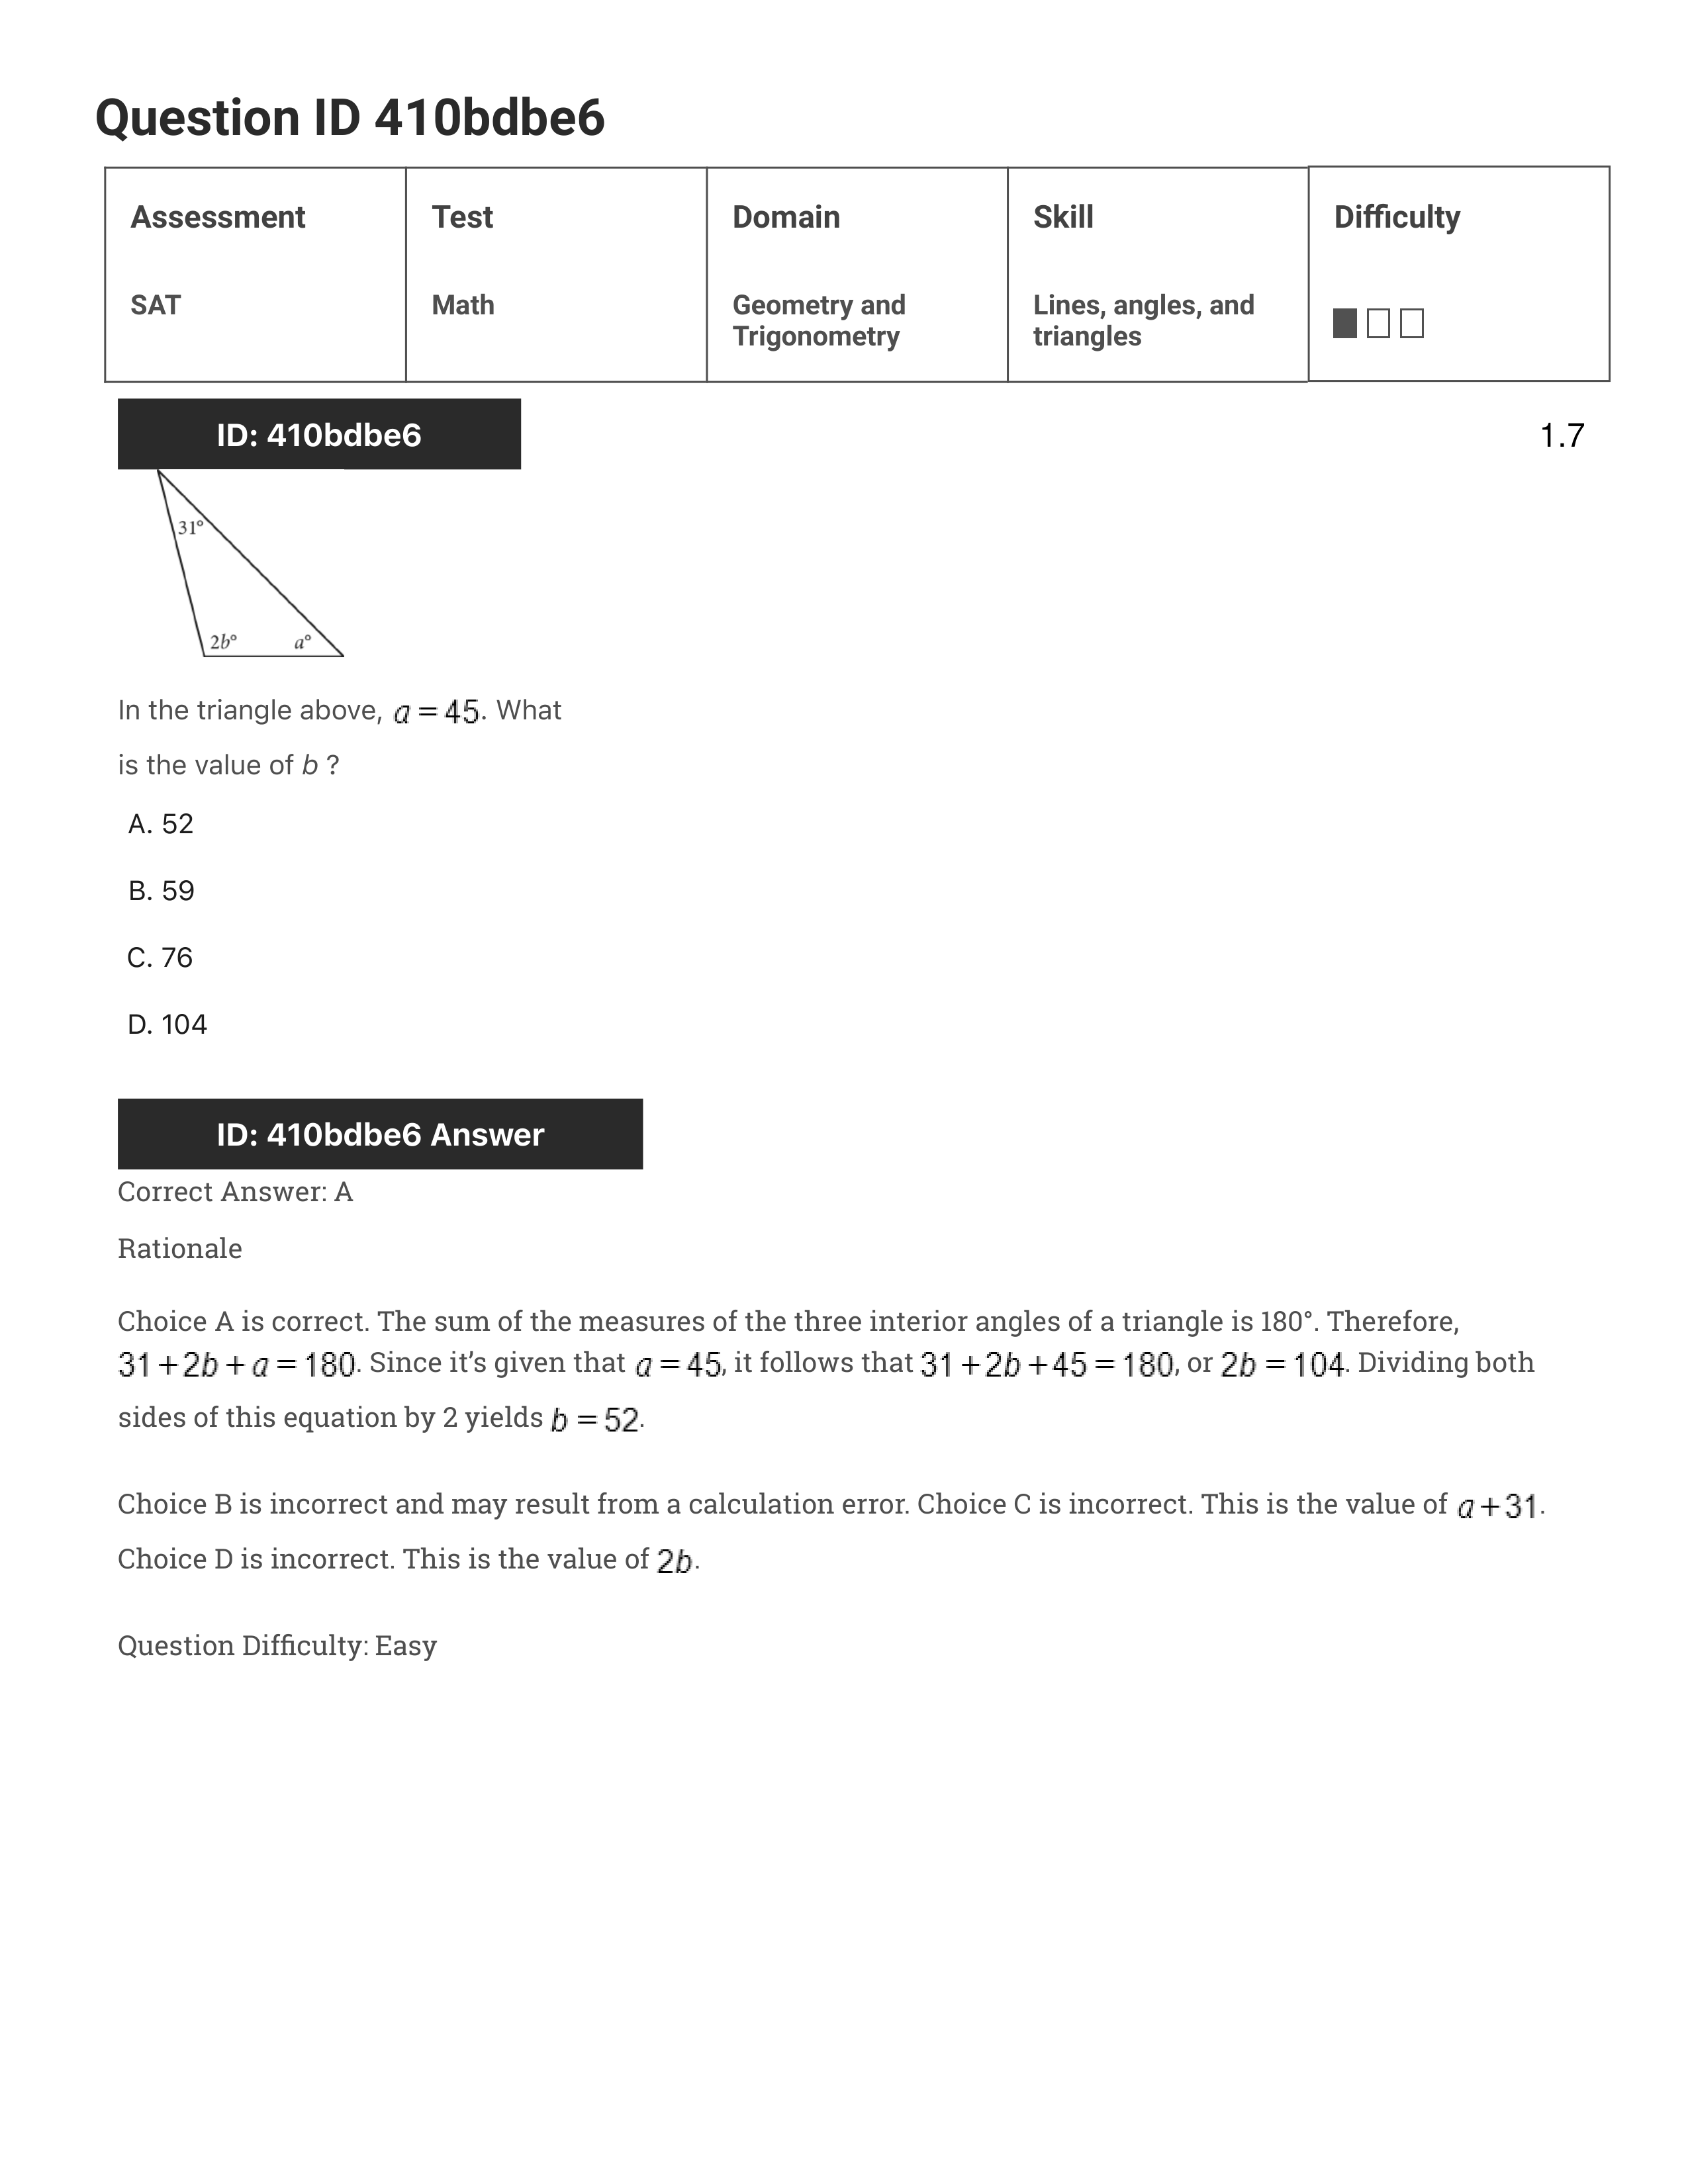 Question ID 410bdbe6
Assessment Test Domain Skill Difficulty
SAT Math Geometry and Trigonometry Lines, angles, and triangles
ID: 410bdbe6
1.7
31°
2b° a°
In the triangle above, a = 45. What
is the value of b ?
A. 52
B. 59
C. 76
D. 104
ID: 410bdbe6 Answer
Correct Answer: A
Rationale
Choice A is correct. The sum of the measures of the three interior angles of a triangle is 180°. Therefore,
31 + 2b + a = 180. Since it’s given that a = 45, it follows that 31 + 2b + 45 = 180, or 2b = 104. Dividing both
sides of this equation by 2 yields b = 52.
Choice B is incorrect and may result from a calculation error. Choice C is incorrect. This is the value of a + 31.
Choice D is incorrect. This is the value of 2b.
Question Difficulty: Easy